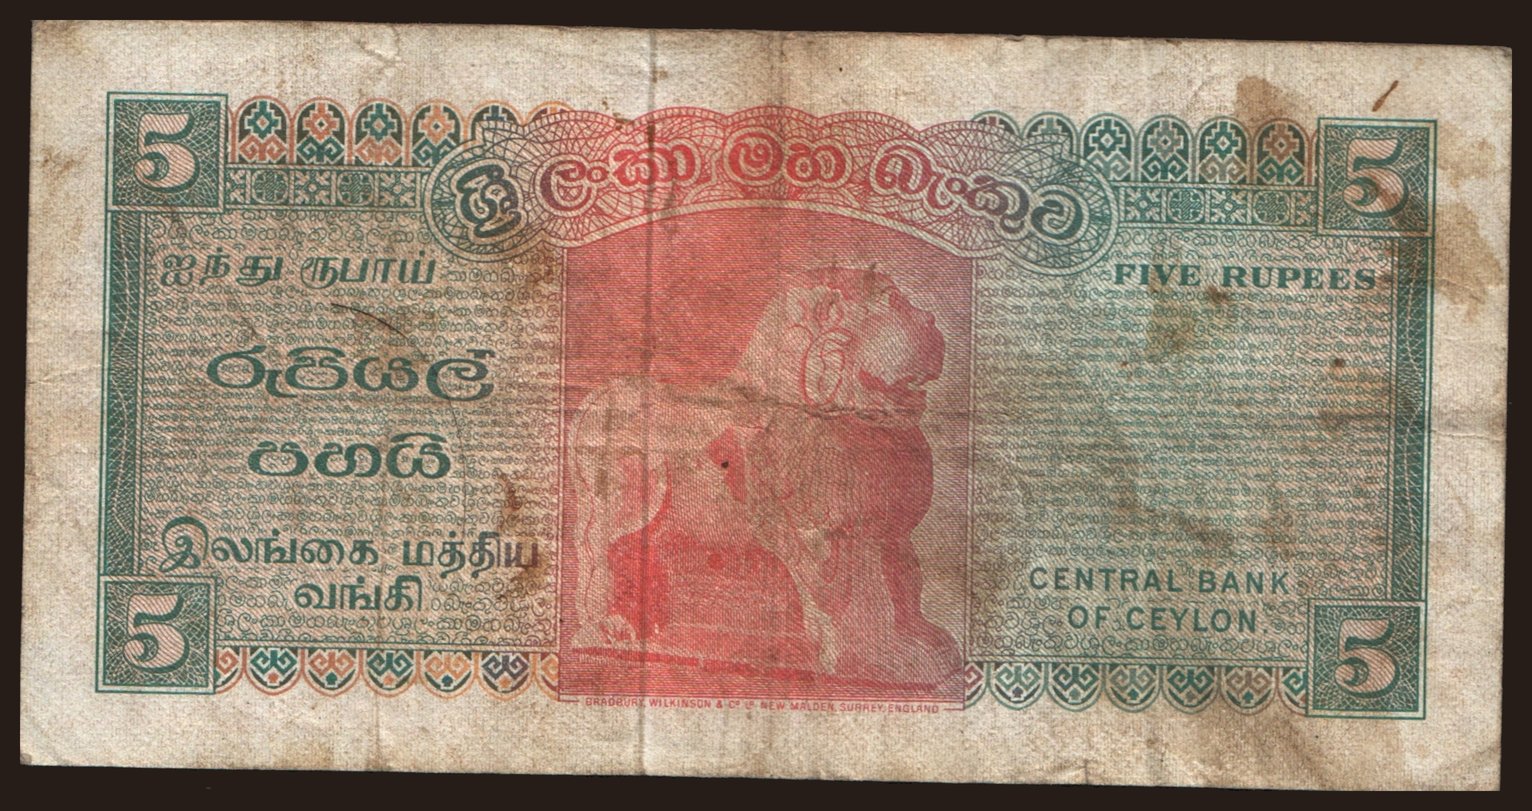 5
5
ශ්‍රී ලංකා මහ බැංකුව
ஐந்து ரூபாய்
FIVE RUPEES
රුපියල්
පහයි
இலங்கை மத்திய
வங்கி
CENTRAL BANK
OF CEYLON.
5
5
BRADBURY, WILKINSON & Cº Lº NEW MALDEN, SURREY, ENGLAND